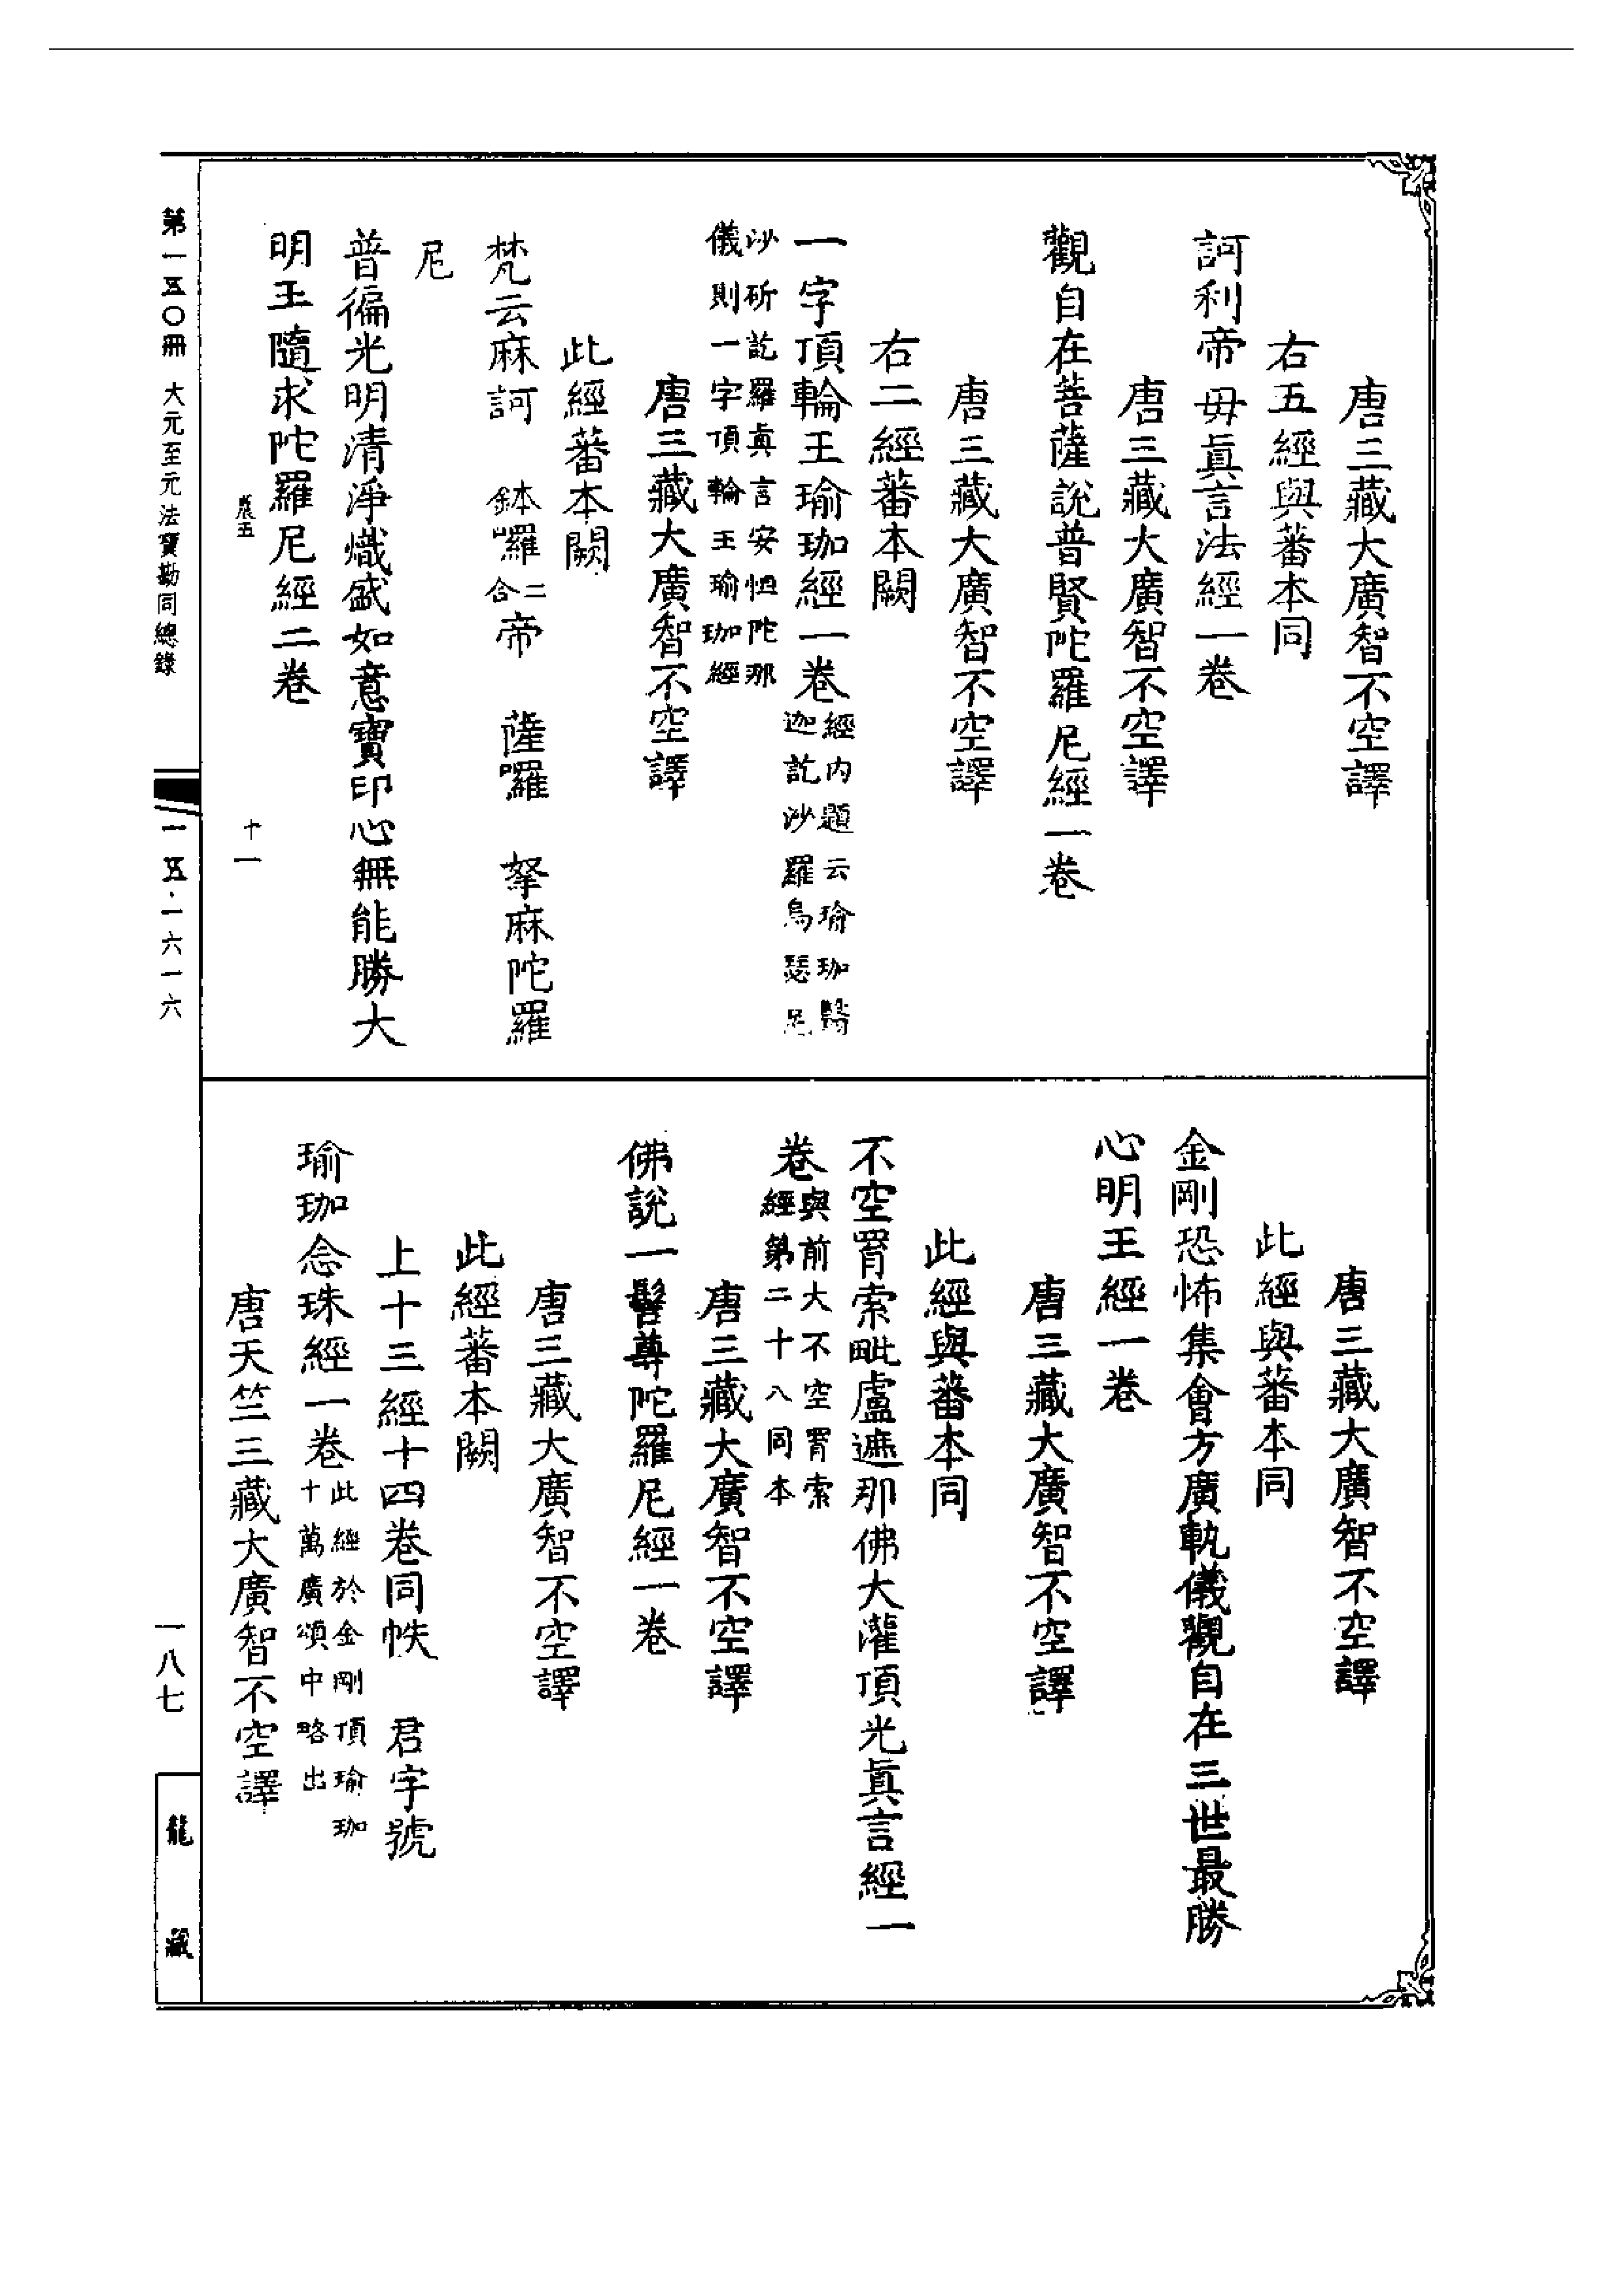 唐三藏大廣智不空譯
右五經與蕃本同
訶利帝母眞言法經一卷
唐三藏大廣智不空譯
觀自在菩薩說普賢陀羅尼經一卷
唐三藏大廣智不空譯
右二經蕃本闕
一字頂輪王瑜珈經一卷經內題云瑜珈翳
迦訖沙羅烏瑟尼
沙斫訖羅眞言安怛陀那
儀則一字頂輪王瑜珈經
唐三藏大廣智不空譯
此經蕃本闕
梵云麻訶 鉢囉二合帝 薩囉 拏麻陀羅
尼
普徧光明清淨熾盛如意寶印心無能勝大
明王隨求陀羅尼經二卷
十一
唐三藏大廣智不空譯
此經與蕃本同
金剛恐怖集會方廣軌儀觀自在三世最勝
心明王經一卷
唐三藏大廣智不空譯
此經與蕃本同
不空罥索毗盧遮那佛大灌頂光眞言經一
卷與前大不空罥索
經第二十八同本
唐三藏大廣智不空譯
佛說一髻尊陀羅尼經一卷
唐三藏大廣智不空譯
此經蕃本闕
上十三經十四卷同帙 君字號
瑜珈念珠經一卷此經於金剛頂瑜珈
十萬廣頌中略出
唐天竺三藏大廣智不空譯
第一五〇冊 大元至元法寶勘同總錄
一五·一六一六
一八七
龍藏